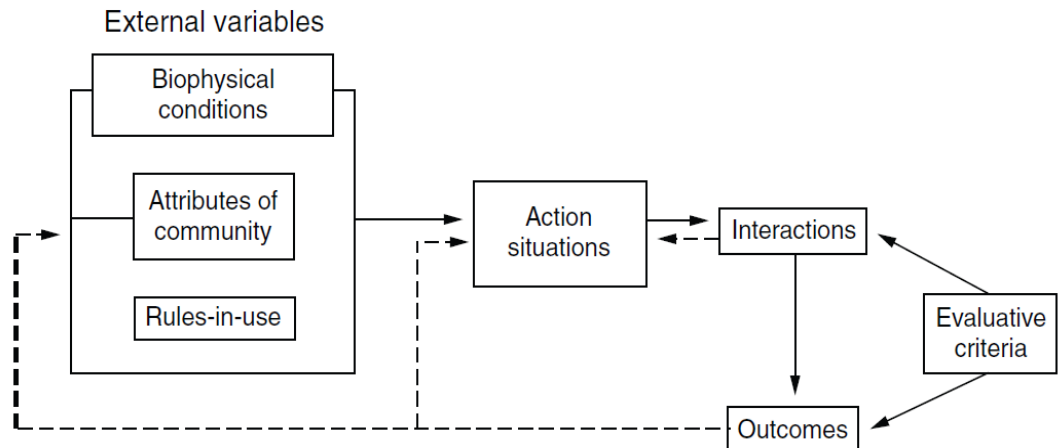 External variables
Biophysical
conditions
Attributes of
community
Rules-in-use
Action
situations
Interactions
Evaluative
criteria
Outcomes